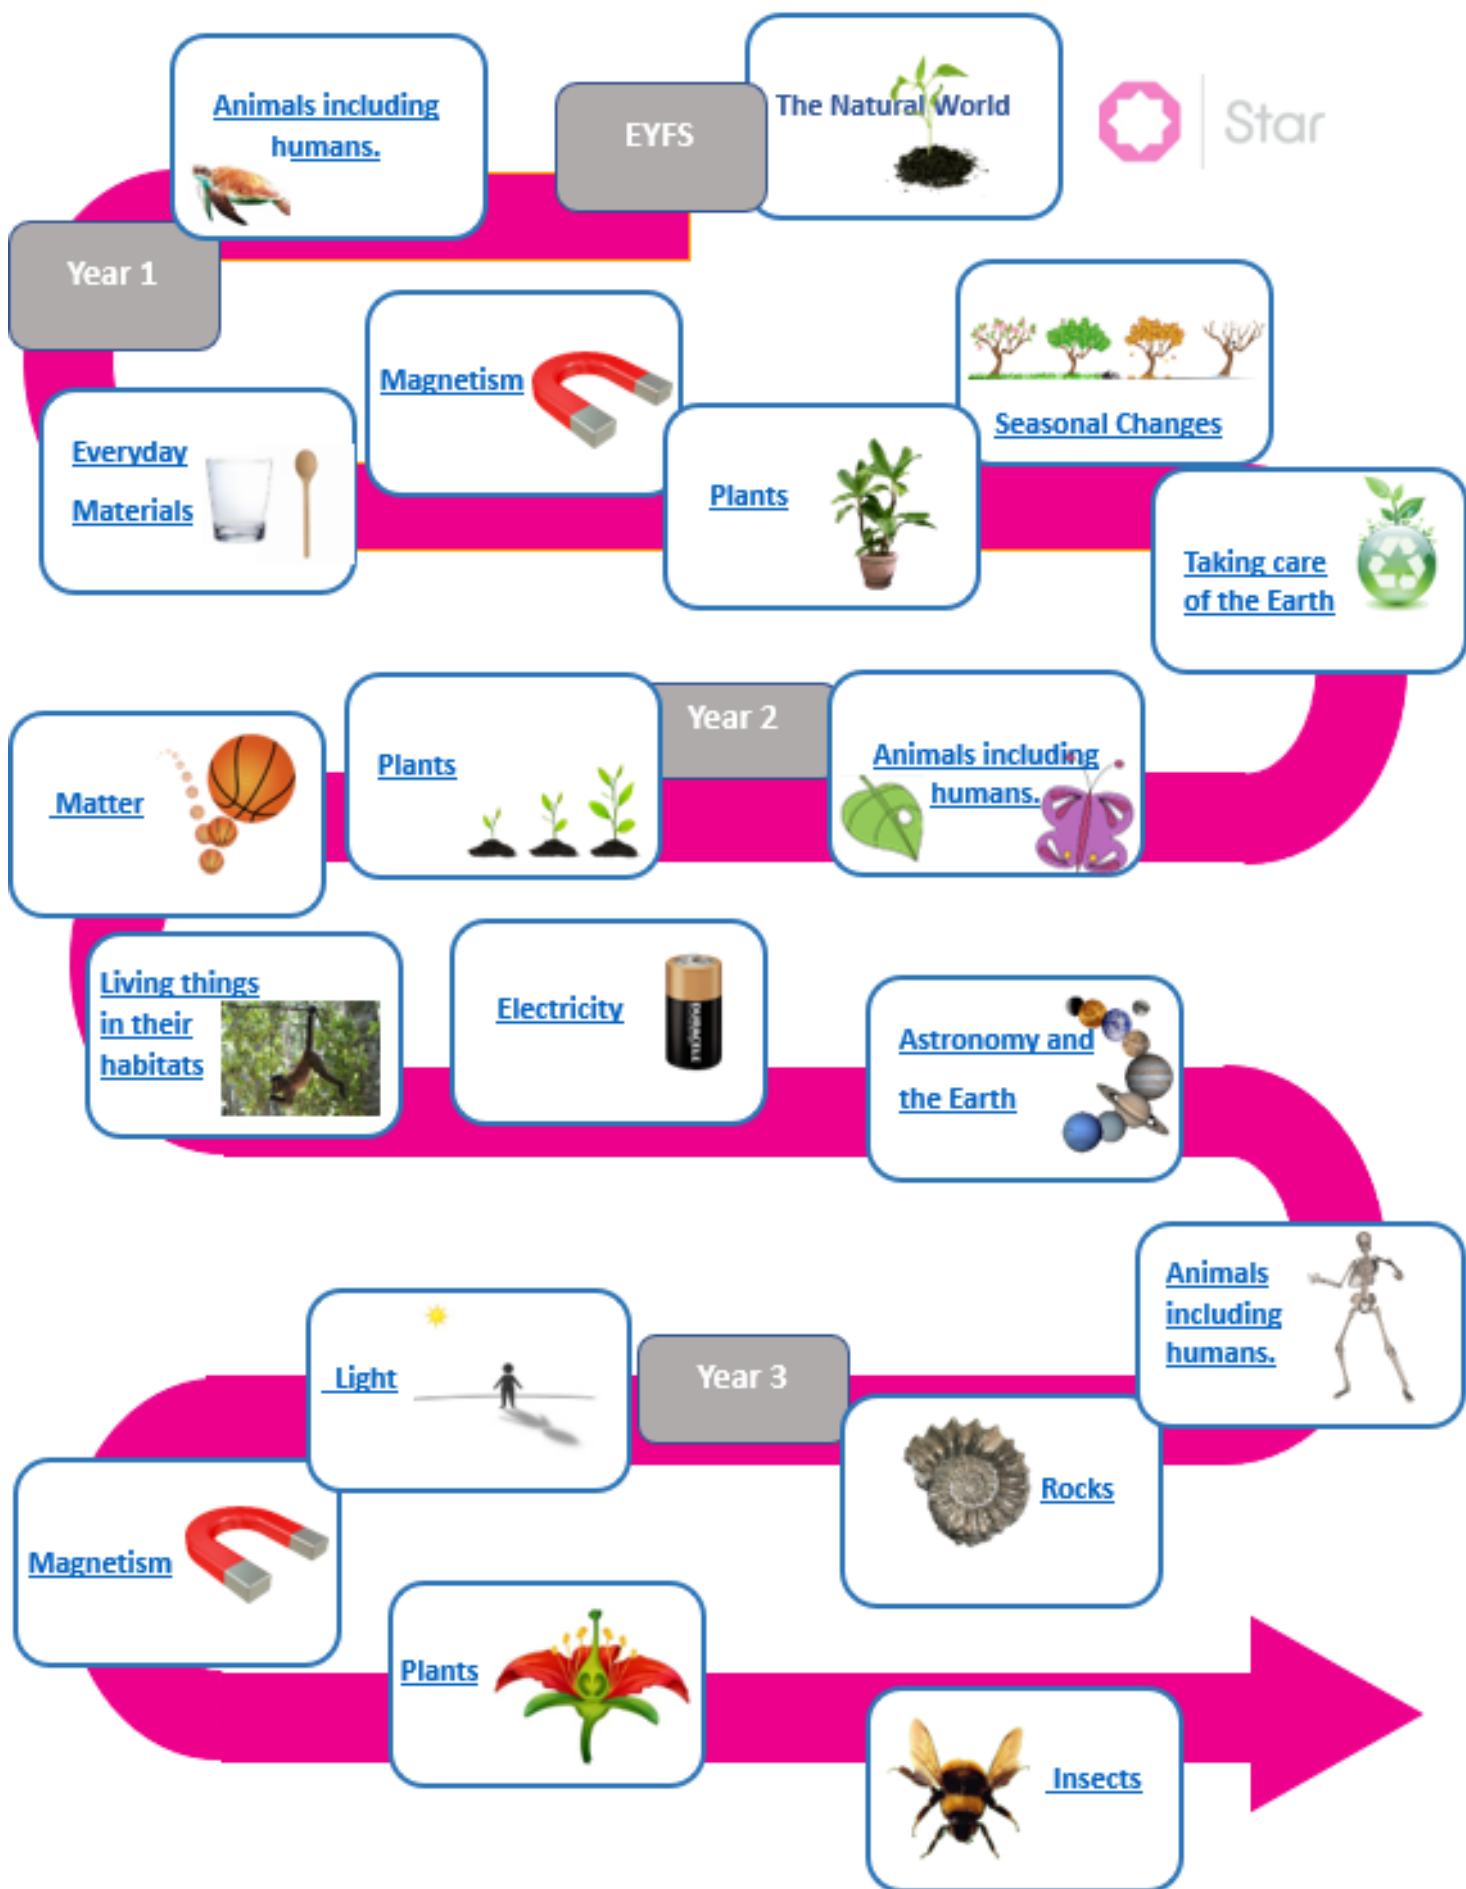 The Natural World
Star
EYFS
Animals including
humans.
Year 1
Everyday
Materials
Magnetism
Plants
Seasonal Changes
Taking care
of the Earth
Animals including
humans.
Year 2
Plants
Matter
Living things
in their
habitats
Electricity
DURACELL
Astronomy and
the Earth
Animals
including
humans.
Rocks
Year 3
Light
Magnetism
Plants
Insects